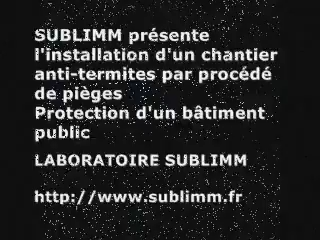 SUBLIMM présente
l'installation d'un chantier
anti-termites par procédé
de pièges
Protection d'un bâtiment
public
LABORATOIRE SUBLIMM
http://www.sublimm.fr